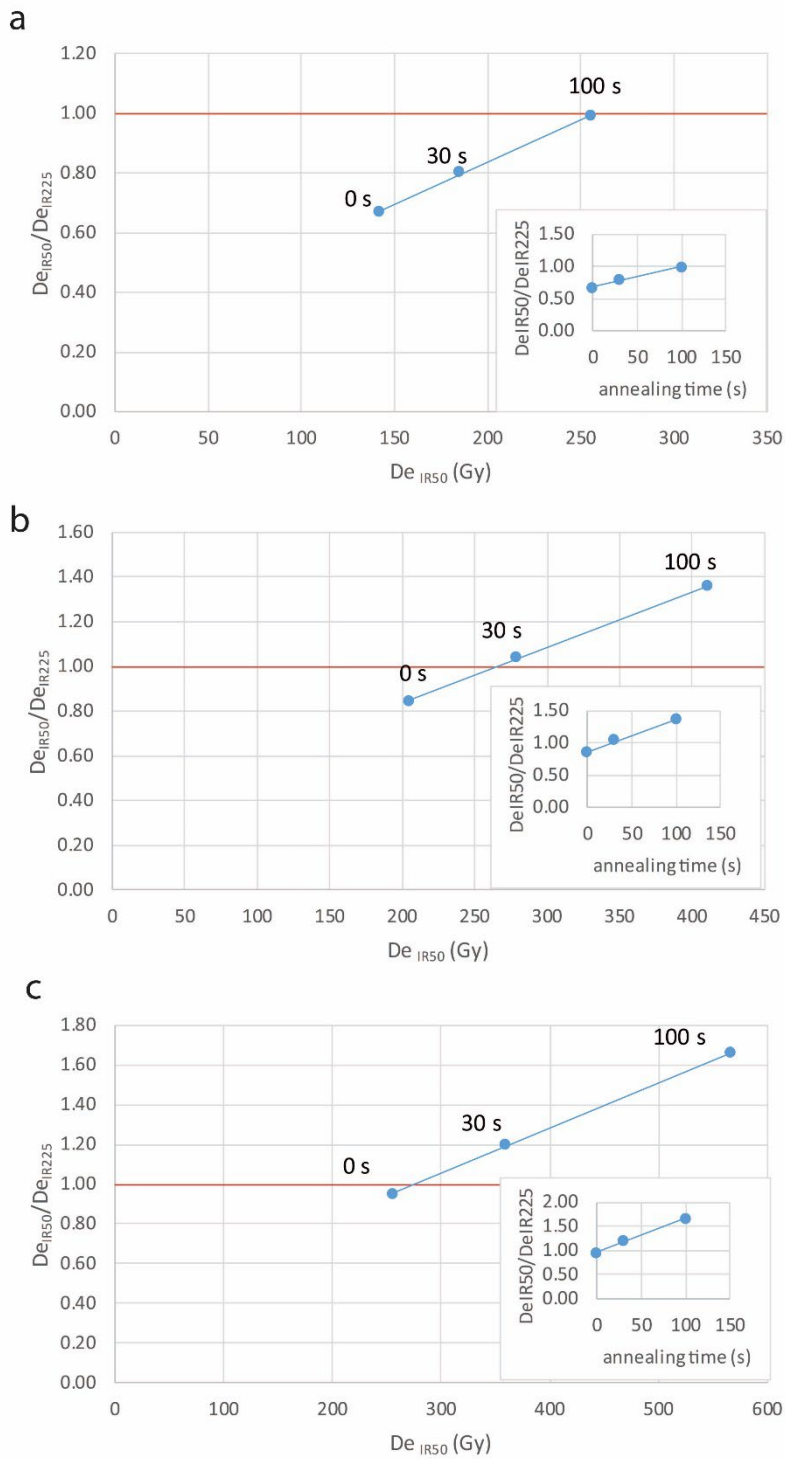 a
1.20
1.00
0.80
0.60
0.40
0.20
0.00
DeIR50/DeIR225
0 s
30 s
100 s
0 50 100 150 200 250 300 350
De IR50 (Gy)
1.50
1.00
0.50
0.00
DeIR50/DeIR225
0 50 100 150
annealing time (s)
b
1.60
1.40
1.20
1.00
0.80
0.60
0.40
0.20
0.00
DeIR50/DeIR225
0 s
30 s
100 s
0 50 100 150 200 250 300 350 400 450
De IR50 (Gy)
1.50
1.00
0.50
0.00
DeIR50/DeIR225
0 50 100 150
annealing time (s)
c
1.80
1.60
1.40
1.20
1.00
0.80
0.60
0.40
0.20
0.00
DeIR50/DeIR225
0 s
30 s
100 s
0 100 200 300 400 500 600
De IR50 (Gy)
2.00
1.50
1.00
0.50
0.00
DeIR50/DeIR225
0 50 100 150
annealing time (s)